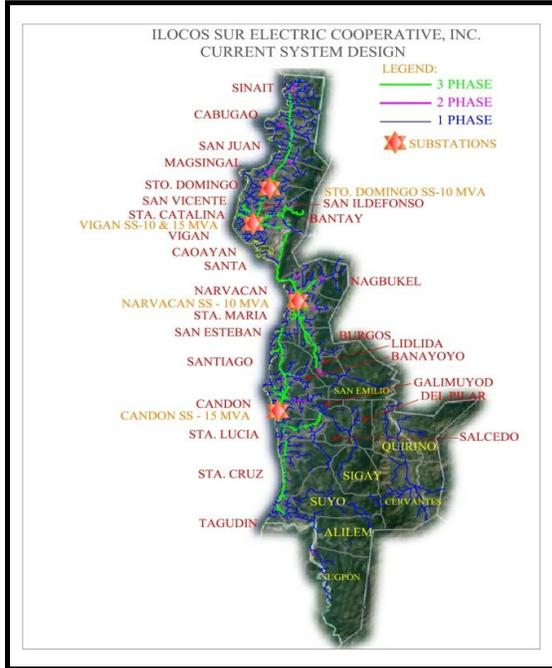 ILOCOS SUR ELECTRIC COOPERATIVE, INC.
CURRENT SYSTEM DESIGN
LEGEND:
3 PHASE
2 PHASE
1 PHASE
SUBSTATIONS
SINAIT
CABUGAO
SAN JUAN
MAGSINGAL
STO. DOMINGO
STO. DOMINGO SS-10 MVA
SAN VICENTE
SAN ILDEFONSO
STA. CATALINA
BANTAY
VIGAN SS-10 & 15 MVA
VIGAN
CAOAYAN
SANTA
NAGBUKEL
NARVACAN
NARVACAN SS - 10 MVA
STA. MARIA
SAN ESTEBAN
BURGOS
LIDLIDA
BANAYOYO
SANTIAGO
GALIMUYOD
SAN EMILIO
DEL PILAR
CANDON
CANDON SS - 15 MVA
STA. LUCIA
SALCEDO
QUIRINO
STA. CRUZ
SIGAY
SUYO
CERVANTES
TAGUDIN
ALILEM
SUGPON